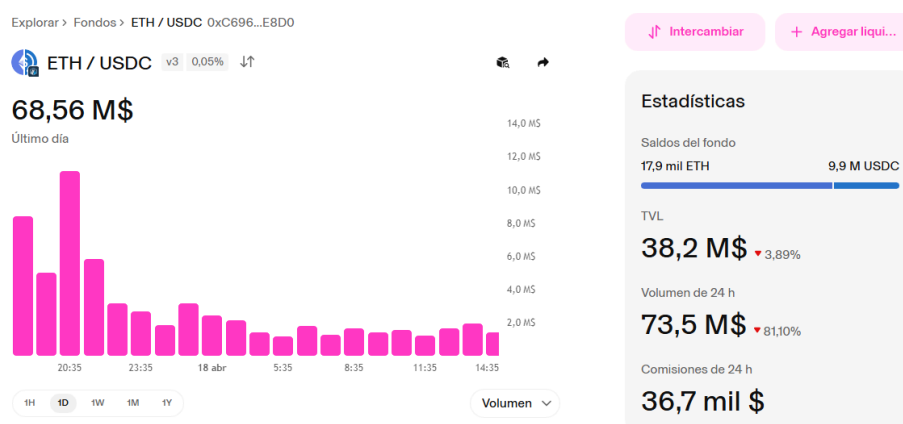 Explorar > Fondos > ETH / USDC 0xC696...E8D0
ETH / USDC v3 0,05%
68,56 M$
Último día
14,0 M$
12,0 M$
10,0 M$
8,0 M$
6,0 M$
4,0 M$
2,0 M$
20:35 23:35 18 abr 5:35 8:35 11:35 14:35
1H 1D 1W 1M 1Y
Volumen
Intercambiar
Agregar liqui...
Estadísticas
Saldos del fondo
17,9 mil ETH 9,9 M USDC
TVL
38,2 M$ 3,89%
Volumen de 24 h
73,5 M$ 81,10%
Comisiones de 24 h
36,7 mil $